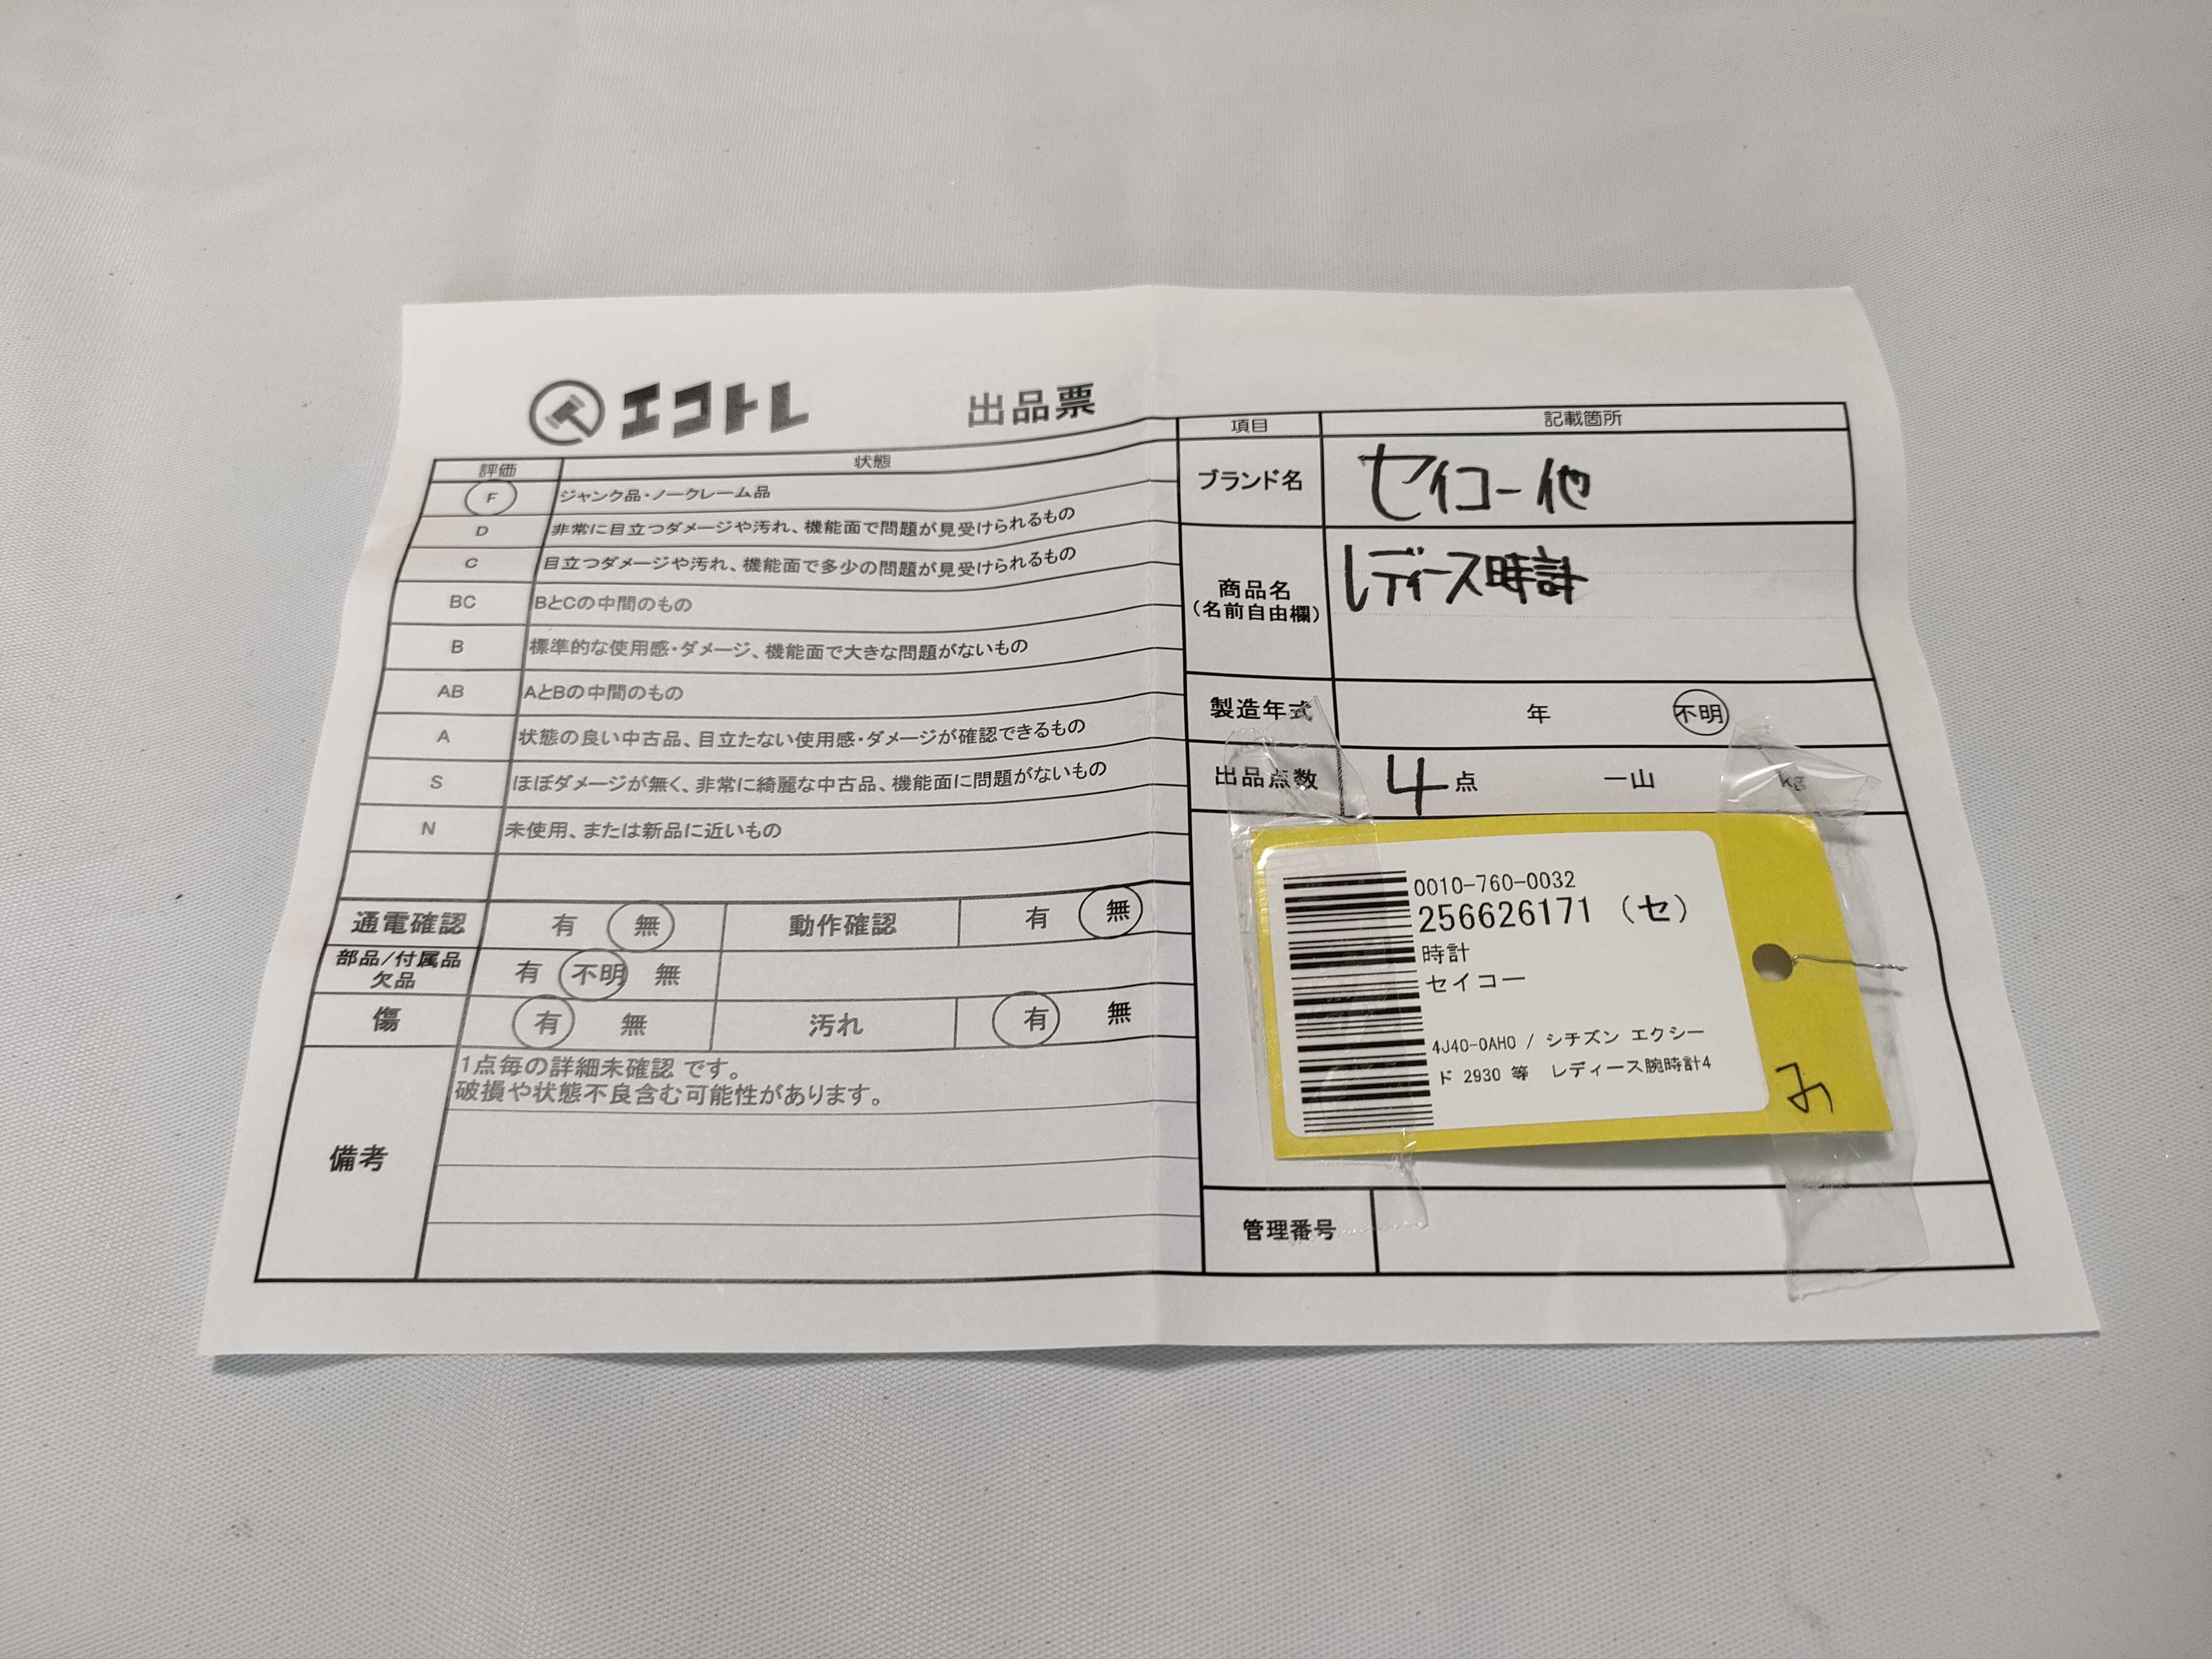 エコトレ 出品票
評価 状態
F ジャンク品・ノークレーム品
D 非常に目立つダメージや汚れ、機能面で問題が見受けられるもの
C 目立つダメージや汚れ、機能面で多少の問題が見受けられるもの
BC BとCの中間のもの
B 標準的な使用感・ダメージ、機能面で大きな問題がないもの
AB AとBの中間のもの
A 状態の良い中古品、目立たない使用感・ダメージが確認できるもの
S ほぼダメージが無く、非常に綺麗な中古品、機能面に問題がないもの
N 未使用、または新品に近いもの
通電確認 有 無 動作確認 有 無
部品/付属品
欠品 有 不明 無
傷 有 無 汚れ 有 無
備考
1点毎の詳細未確認 です。
破損や状態不良含む可能性があります。
項目 記載箇所
ブランド名 セイコー他
商品名
(名前自由欄)
レディース時計
製造年式 年 不明
出品点数 4点 一山 kg
0010-760-0032
256626171 (セ)
時計
セイコー
4J40-0AH0 / シチズン エクシー
ド 2930 等 レディース腕時計4
管理番号